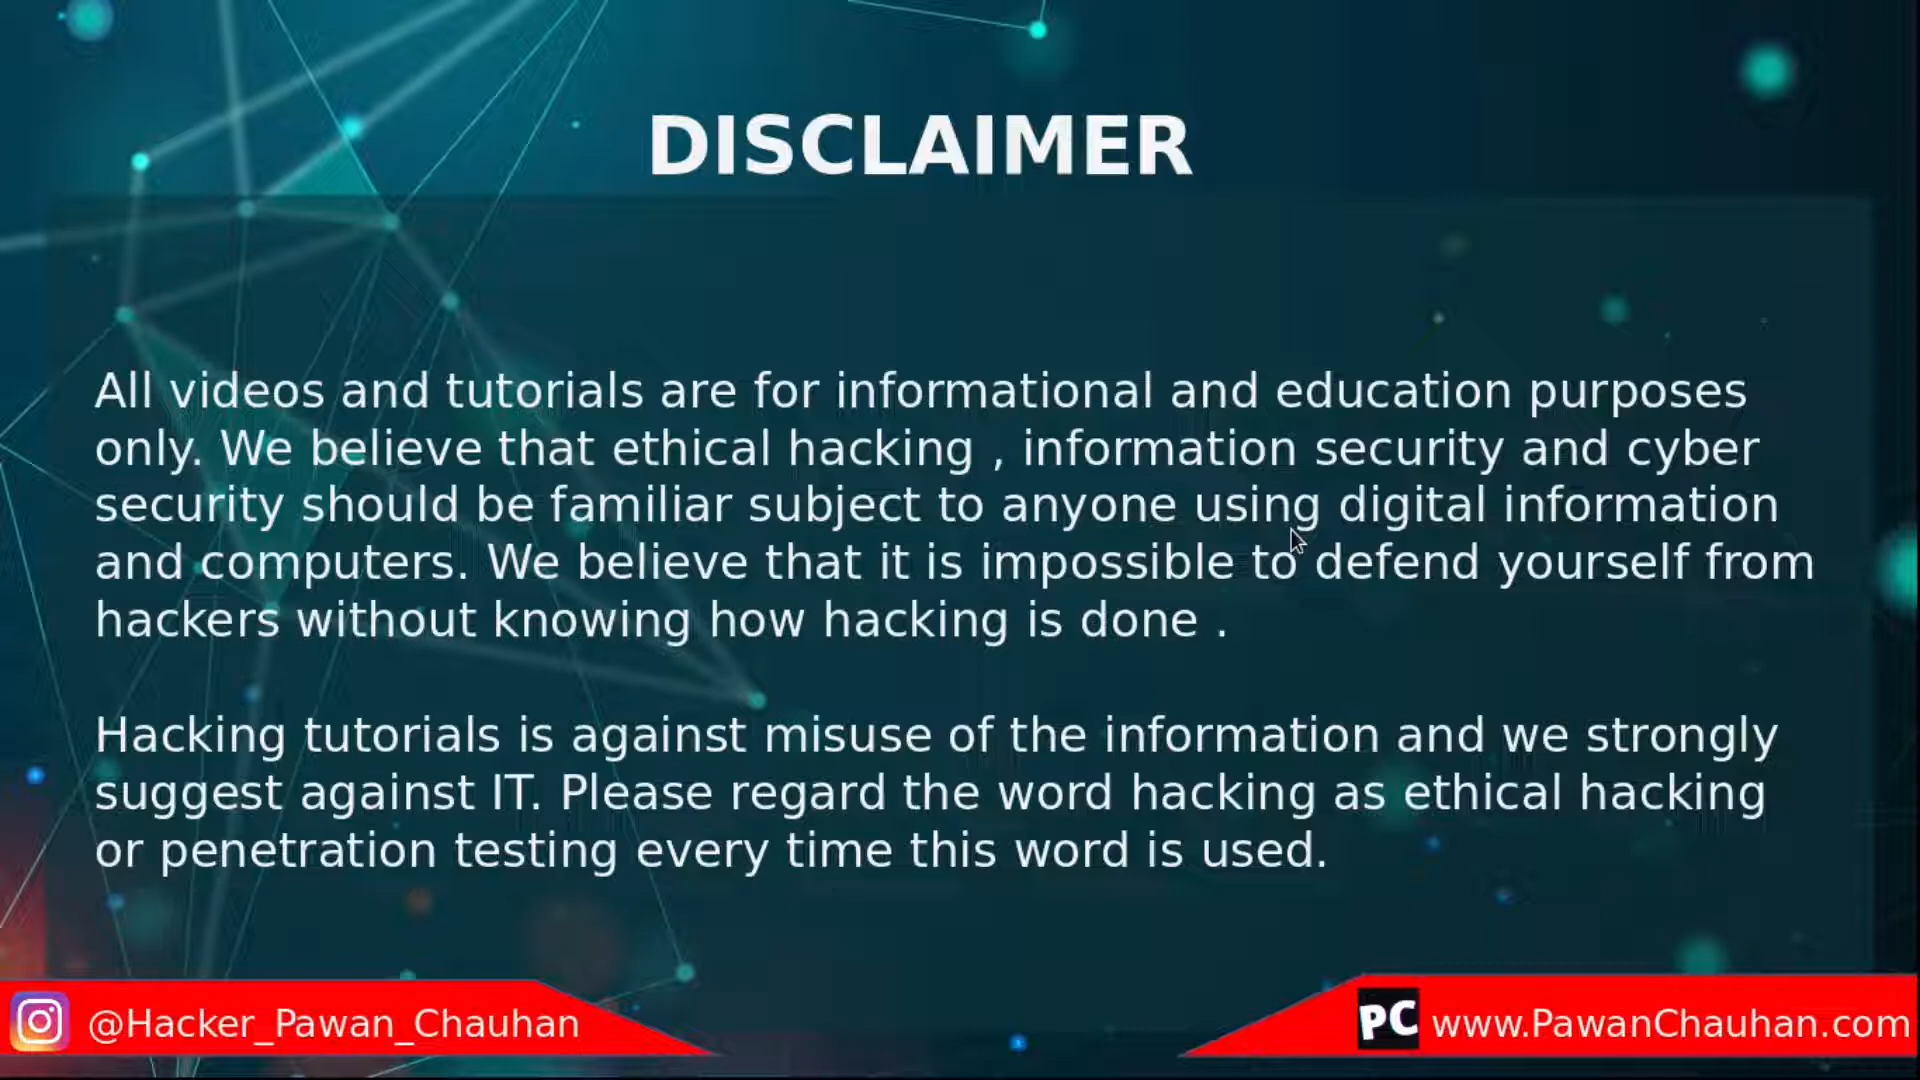 DISCLAIMER
All videos and tutorials are for informational and education purposes
only. We believe that ethical hacking , information security and cyber
security should be familiar subject to anyone using digital information
and computers. We believe that it is impossible to defend yourself from
hackers without knowing how hacking is done .
Hacking tutorials is against misuse of the information and we strongly
suggest against IT. Please regard the word hacking as ethical hacking
or penetration testing every time this word is used.
@Hacker_Pawan_Chauhan
PC www.PawanChauhan.com